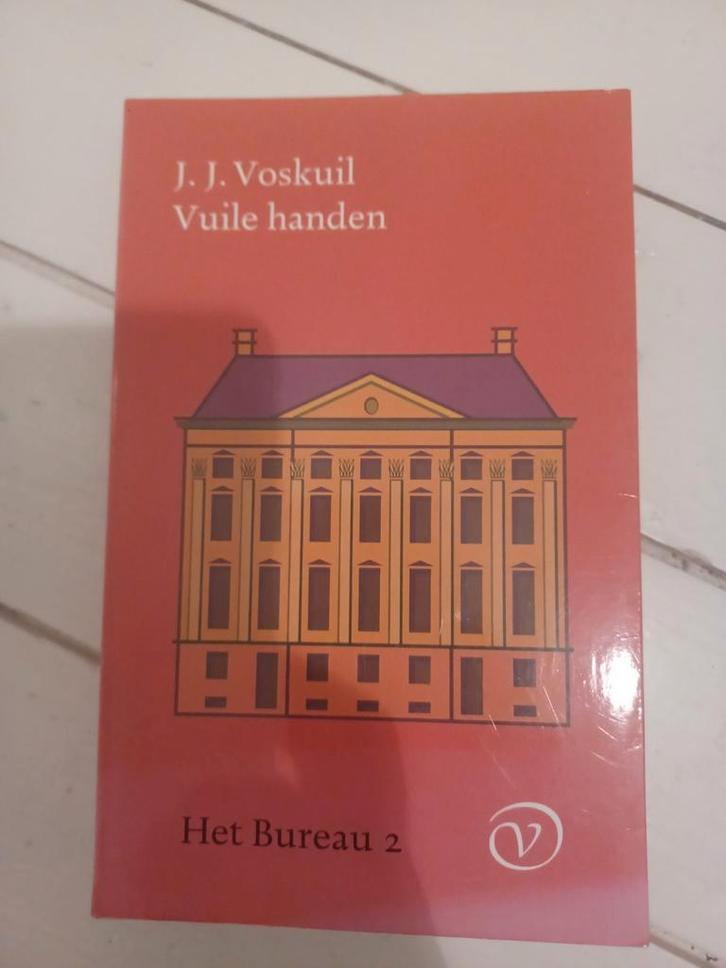 J. J. Voskuil
Vuile handen
Het Bureau 2
V